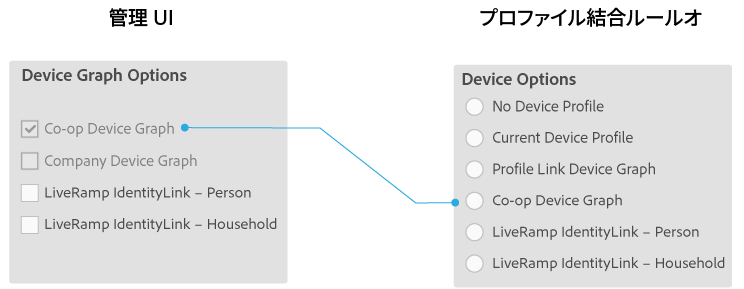 管理 UI
プロファイル結合ルールオ
Device Graph Options
Co-op Device Graph
Company Device Graph
LiveRamp IdentityLink – Person
LiveRamp IdentityLink – Household
Device Options
No Device Profile
Current Device Profile
Profile Link Device Graph
Co-op Device Graph
LiveRamp IdentityLink – Person
LiveRamp IdentityLink – Household